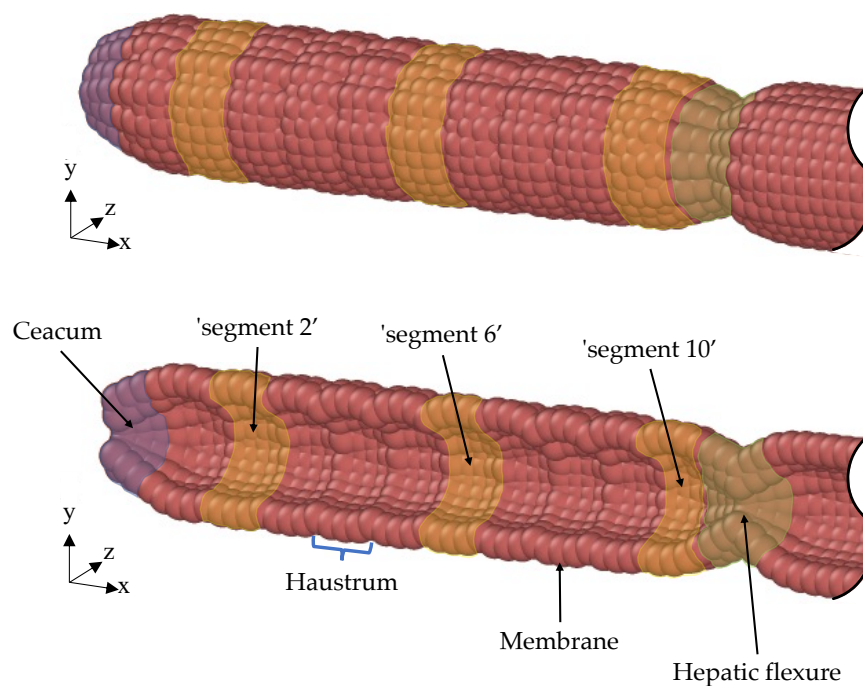 y
z
x
Ceacum
'segment 2’
'segment 6’
'segment 10’
y
z
x
Haustrum
Membrane
Hepatic flexure